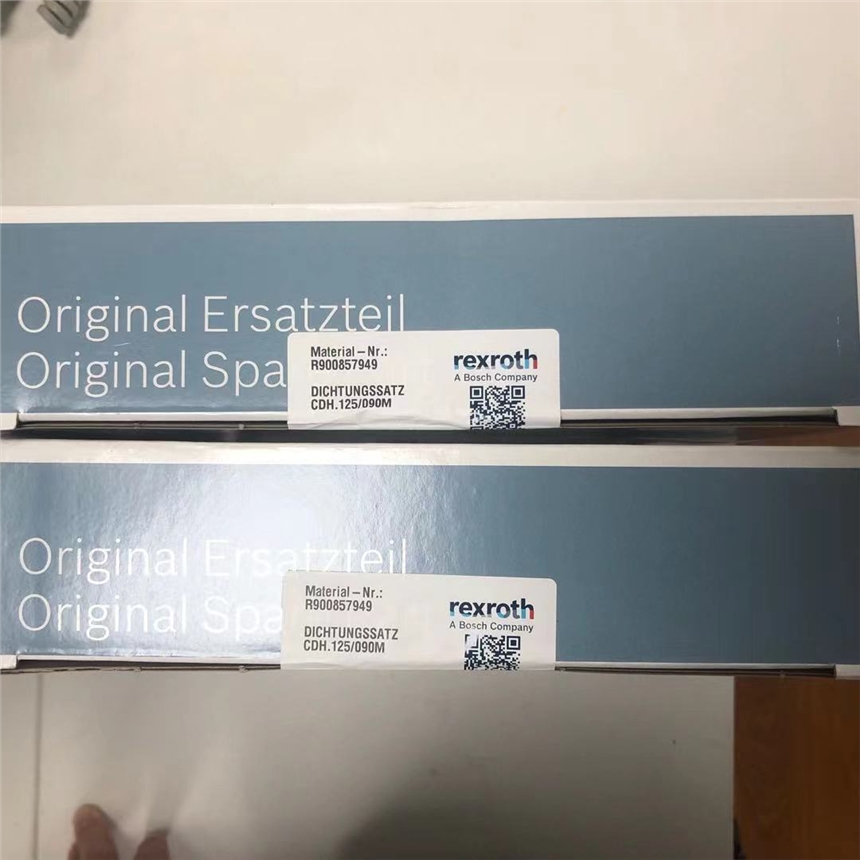 Original Ersatzteil
Original Spa
Material – Nr.:
R900857949
DICHTUNGSSATZ
CDH.125/090M
rexroth
A Bosch Company
Original Ersatzteil
Original Spa
Material – Nr.:
R900857949
DICHTUNGSSATZ
CDH.125/090M
rexroth
A Bosch Company